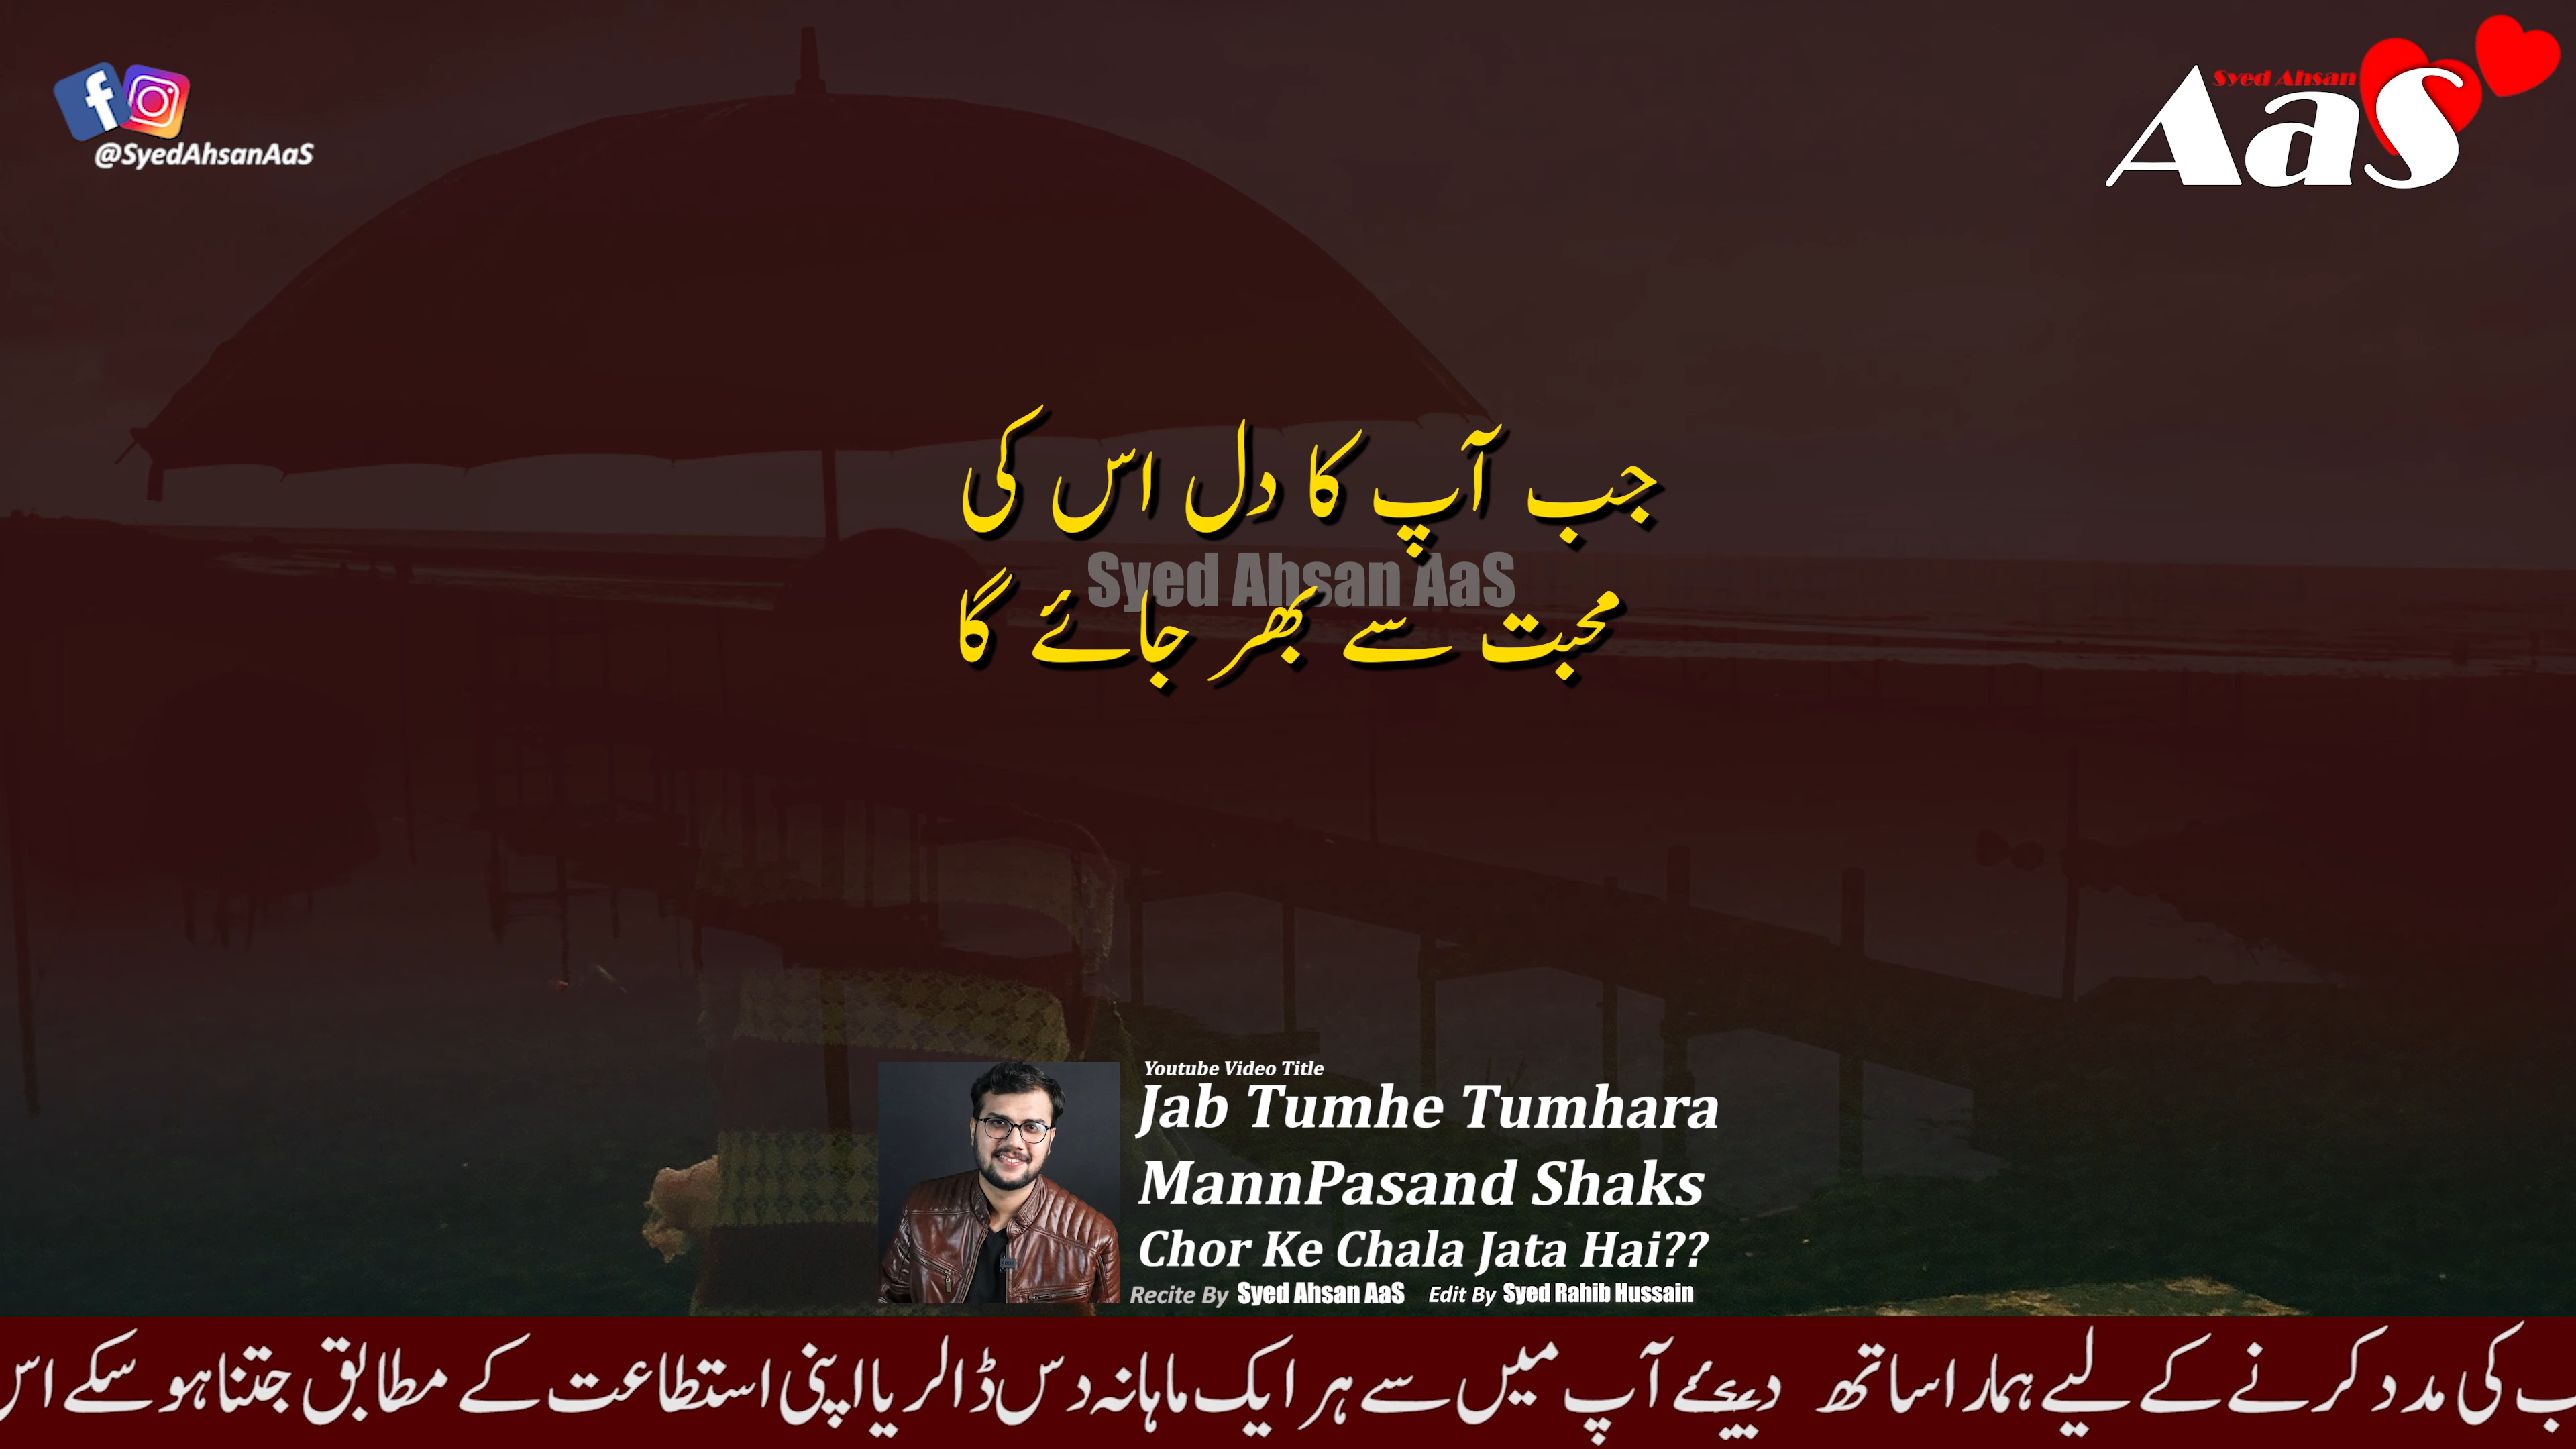 @SyedAhsanAaS
Syed Ahsan
AaS
جب آپ کا دل اس کی
Syed Ahsan AaS
محبت سے بھر جائے گا
Youtube Video Title
Jab Tumhe Tumhara
MannPasand Shaks
Chor Ke Chala Jata Hai??
Recite By Syed Ahsan AaS Edit By Syed Rahib Hussain
کی مدد کرنے کے لیے ہمارا ساتھ آپ میں سے ہر ایک ماہانہ دس ڈالر یا اپنی استطاعت کے مطابق جتنا ہو سکے اس